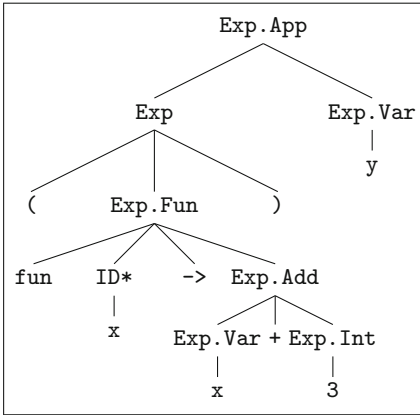 Exp.App
Exp Exp.Var
y
( Exp.Fun )
fun ID* -> Exp.Add
x
Exp.Var + Exp.Int
x 3